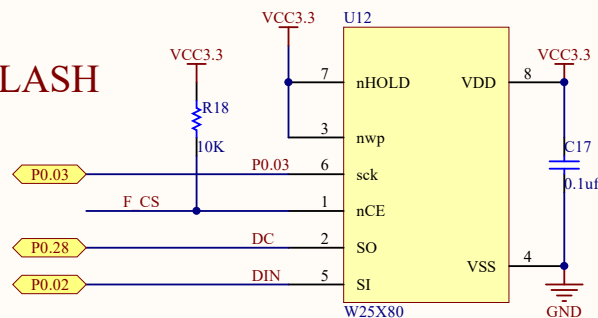 U12
VCC3.3
VCC3.3
VCC3.3
LASH
7 nHOLD VDD 8
R18
10K
3 nwp
C17
0.1uf
P0.03 P0.03 6 sck
F_CS 1 nCE
P0.28 DC 2 SO
VSS 4
P0.02 DIN 5 SI
W25X80
GND